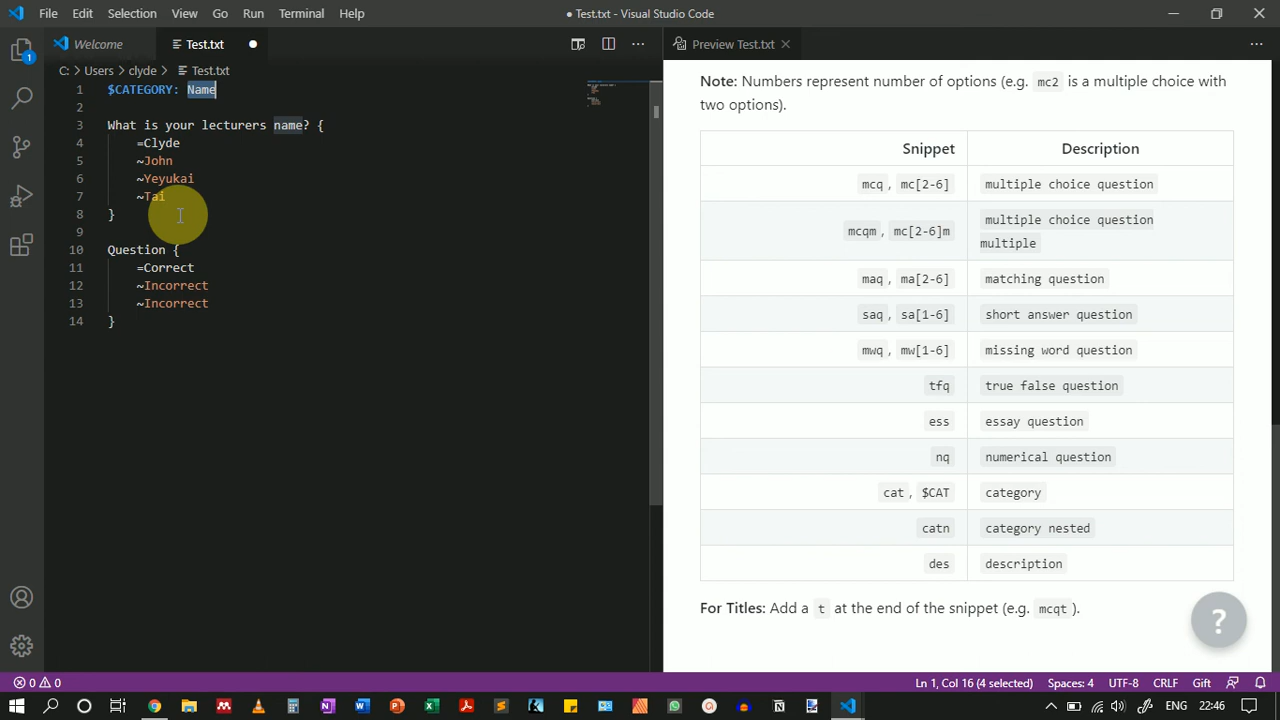 File Edit Selection View Go Run Terminal Help
● Test.txt - Visual Studio Code
Welcome
Test.txt
Preview Test.txt
C: > Users > clyde > Test.txt
1 $CATEGORY: Name
2
3 What is your lecturers name? {
4 =Clyde
5 ~John
6 ~Yeyukai
7 ~Tai
8 }
9
10 Question {
11 =Correct
12 ~Incorrect
13 ~Incorrect
14 }
Note: Numbers represent number of options (e.g. mc2 is a multiple choice with
two options).
Snippet Description
mcq , mc[2-6] multiple choice question
mcqm , mc[2-6]m multiple choice question
multiple
maq , ma[2-6] matching question
saq , sa[1-6] short answer question
mwq , mw[1-6] missing word question
tfq true false question
ess essay question
nq numerical question
cat , $CAT category
catn category nested
des description
For Titles: Add a t at the end of the snippet (e.g. mcqt ).
?
1
0 0
Ln 1, Col 16 (4 selected) Spaces: 4 UTF-8 CRLF Gift
ENG 22:46